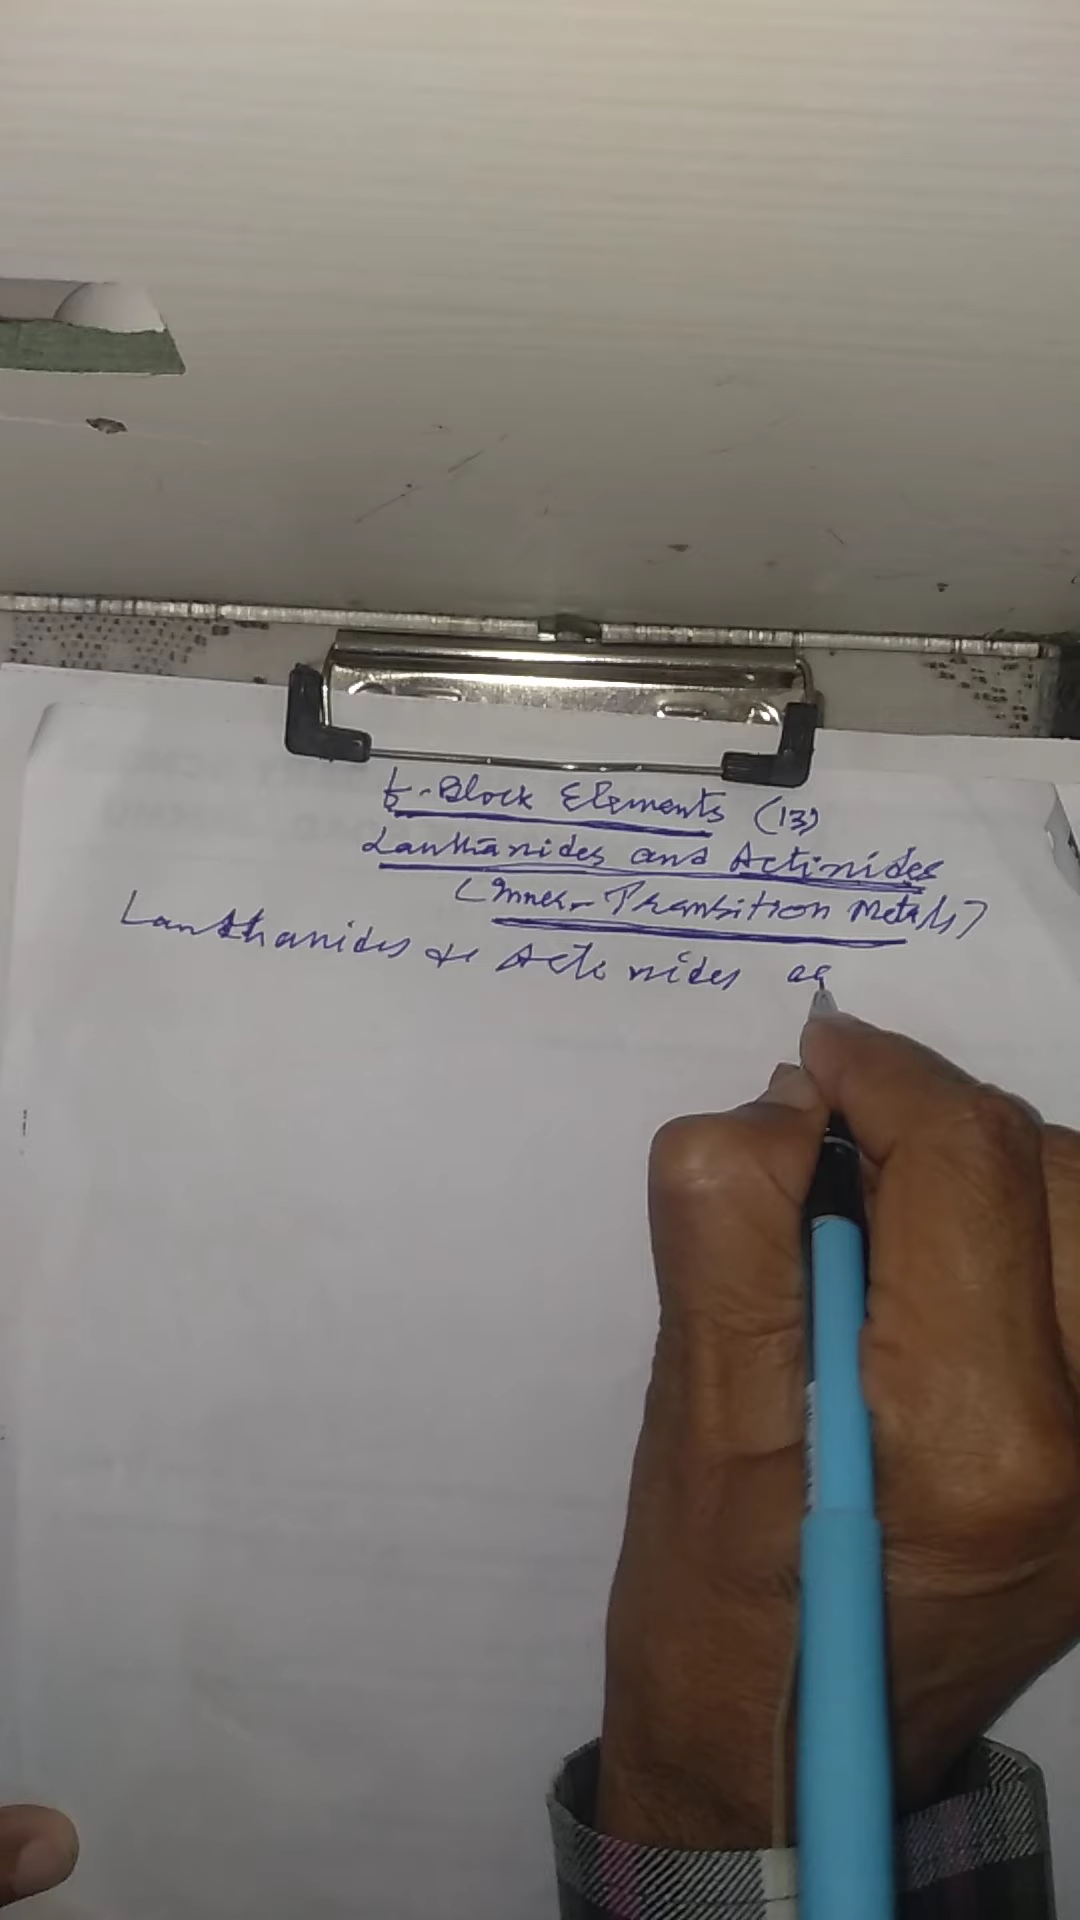 f-Block Elements (13)
Lanthanides and Actinides
(Inner-Transition Metals)
Lanthanides & Actinides